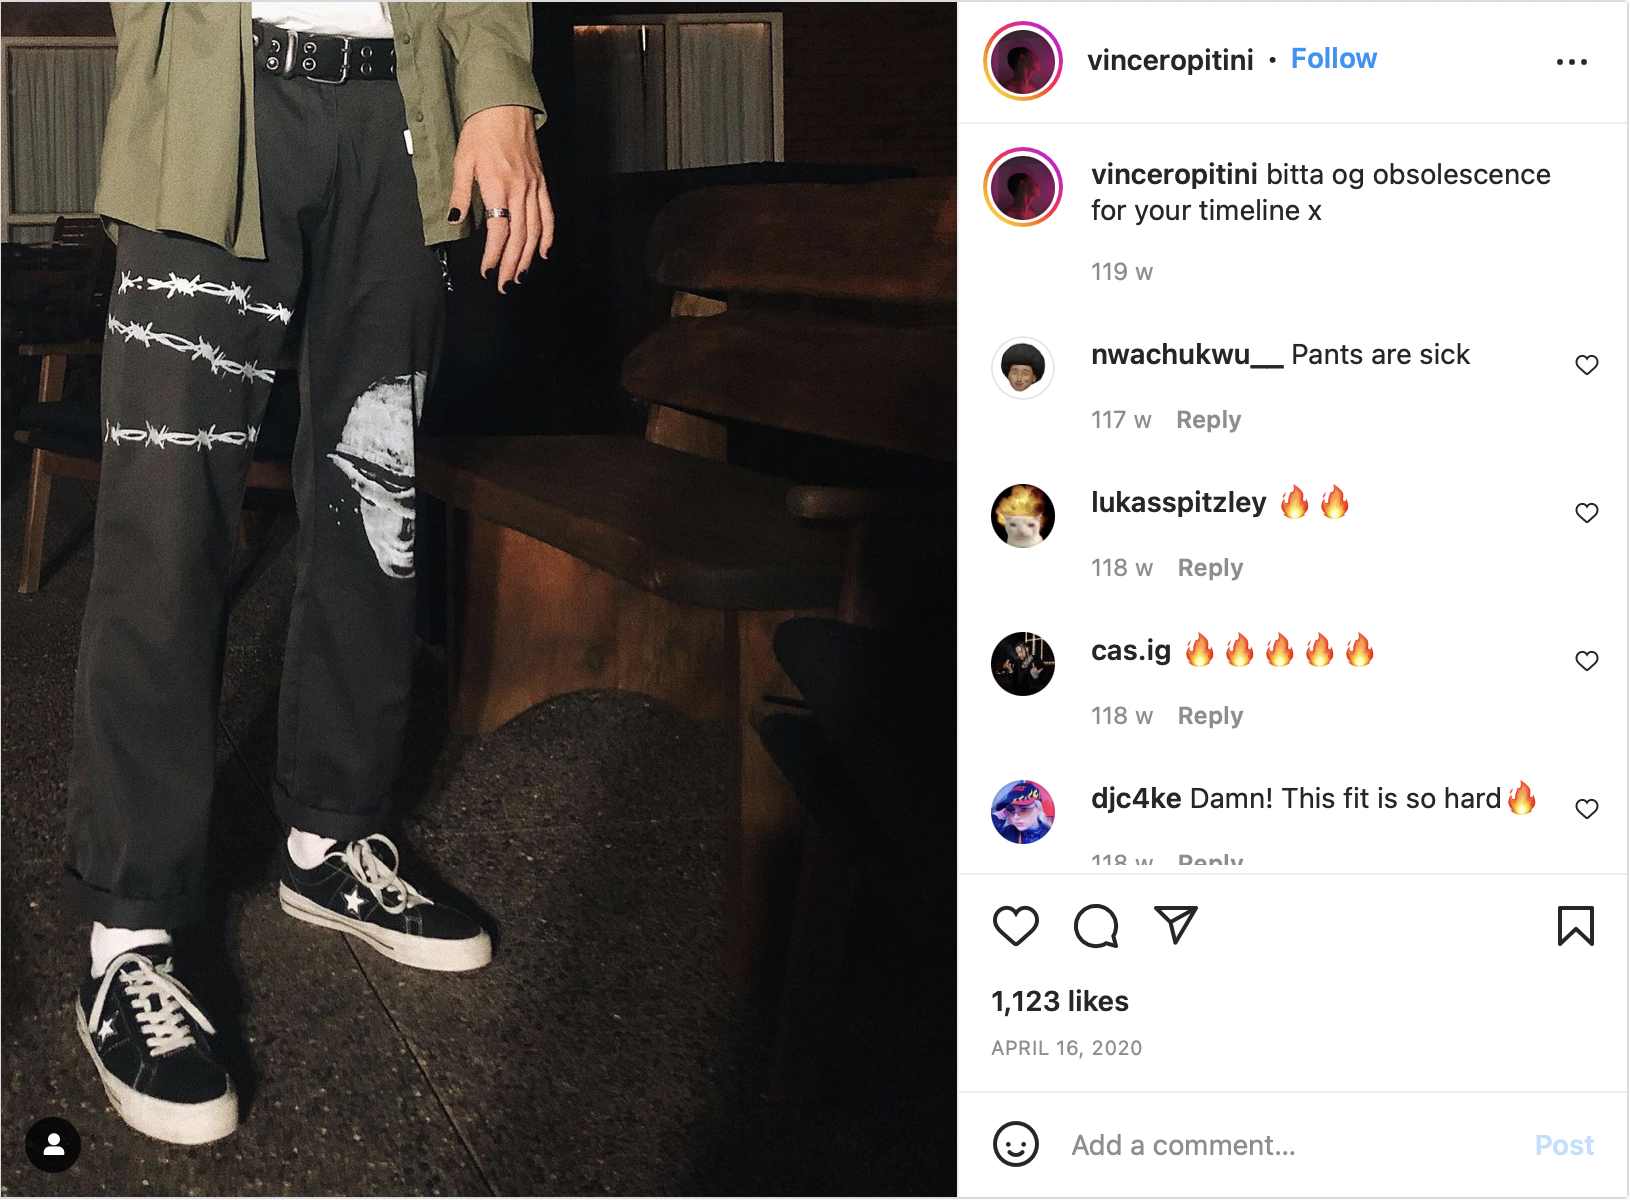 vinceropitini • Follow
vinceropitini bitta og obsolescence
for your timeline x
119 w
nwachukwu__ Pants are sick
117 w Reply
lukasspitzley 🔥🔥
118 w Reply
cas.ig 🔥🔥🔥🔥🔥
118 w Reply
djc4ke Damn! This fit is so hard🔥
118 w Reply
1,123 likes
APRIL 16, 2020
Add a comment...
Post